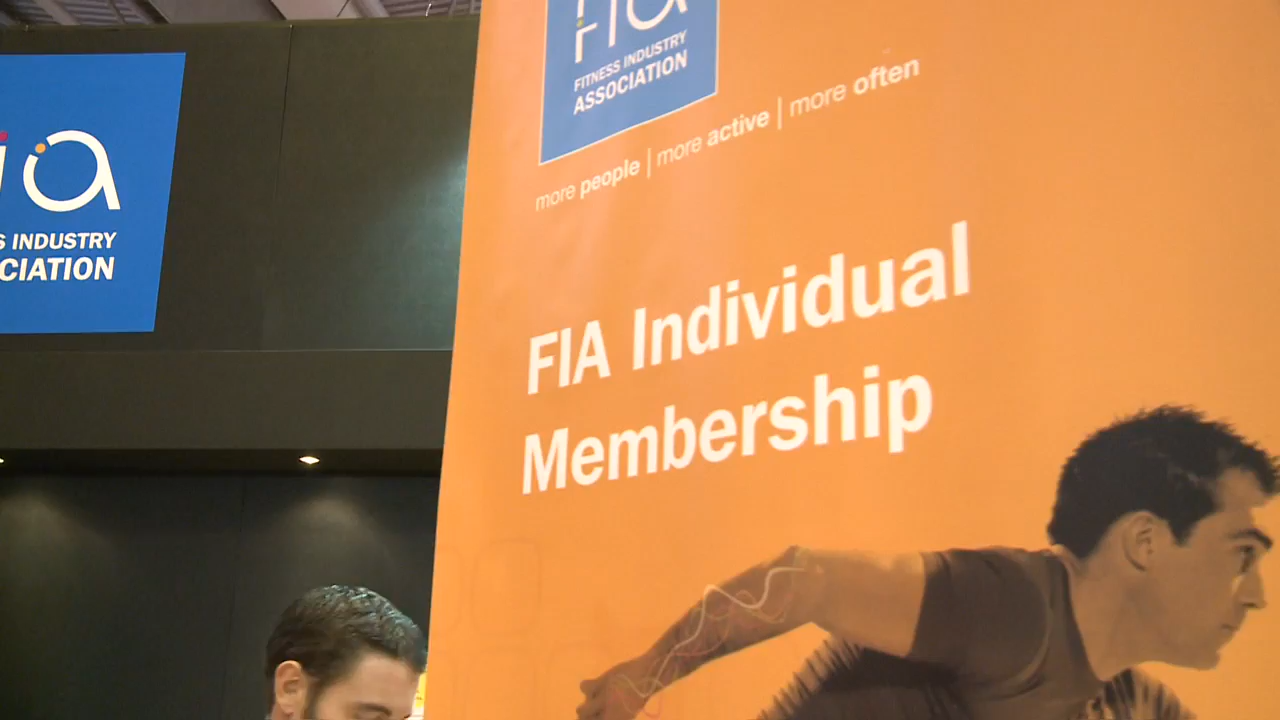 ia
S INDUSTRY
CIATION
FIA
FITNESS INDUSTRY
ASSOCIATION
more people | more active | more often
FIA Individual
Membership